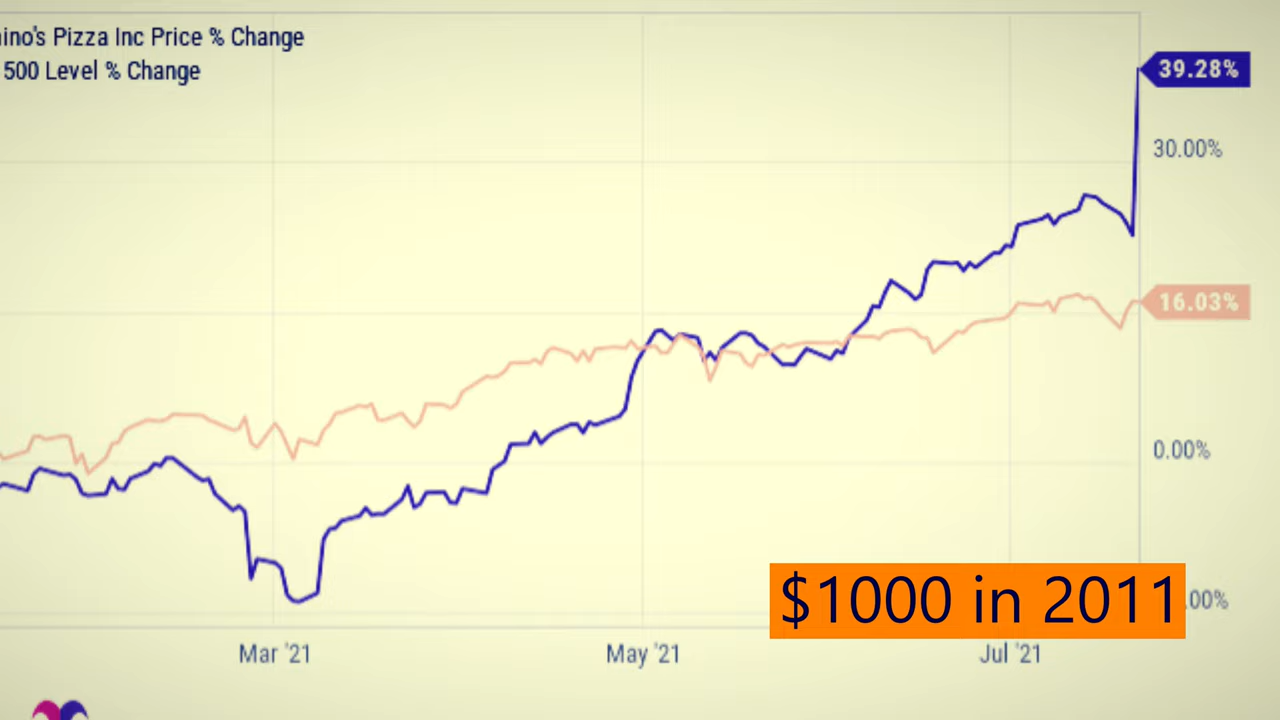 ino's Pizza Inc Price % Change
500 Level % Change
39.28%
30.00%
16.03%
0.00%
$1000 in 2011
.00%
Mar '21
May '21
Jul '21